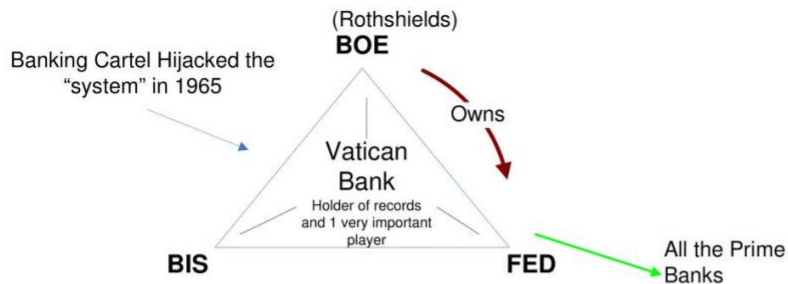 (Rothshields)
BOE
Banking Cartel Hijacked the
“system” in 1965
Owns
Vatican
Bank
Holder of records
and 1 very important
player
BIS
FED
All the Prime
Banks